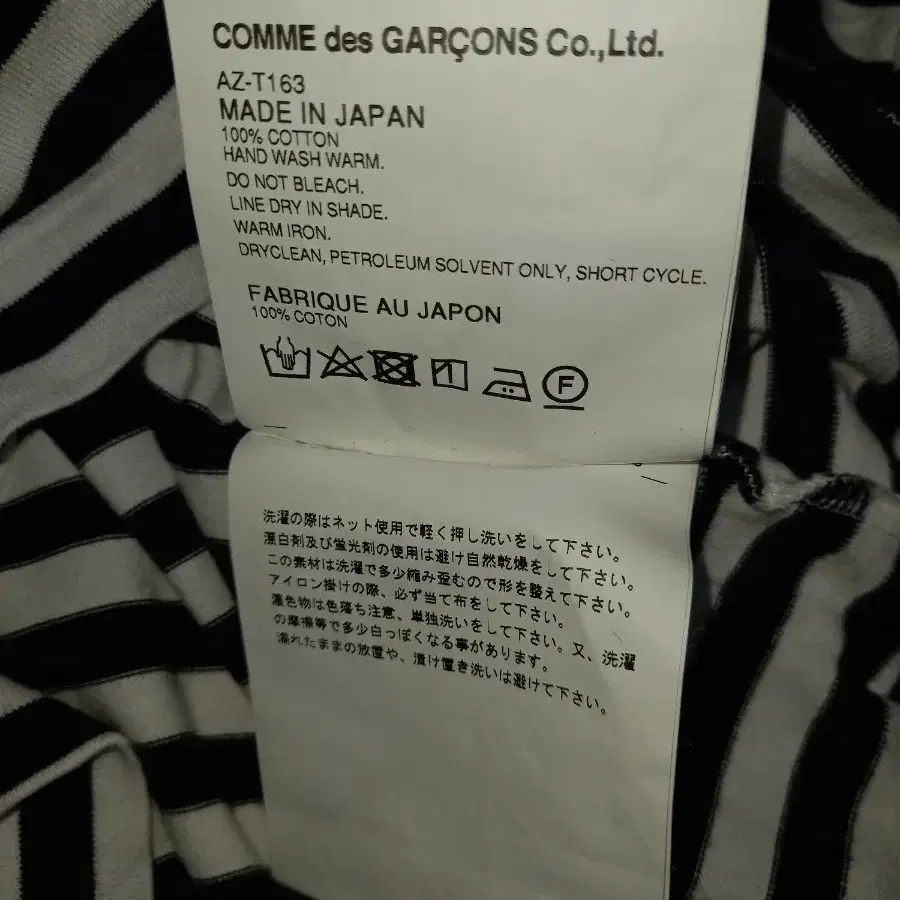 COMME des GARÇONS Co.,Ltd.
AZ-T163
MADE IN JAPAN
100% COTTON
HAND WASH WARM.
DO NOT BLEACH.
LINE DRY IN SHADE.
WARM IRON.
DRYCLEAN, PETROLEUM SOLVENT ONLY, SHORT CYCLE.
FABRIQUE AU JAPON
100% COTON
F
洗濯の際はネット使用で軽く押し洗いをして下さい。
漂白剤及び蛍光剤の使用は避け自然乾燥をして下さい。
この素材は洗濯で多少縮み歪むので形を整えて下さい。
アイロン掛けの際、必ず当て布をして下さい。
濃色物は色落ち注意、単独洗いをして下さい。又、洗濯
の摩擦等で多少白っぽくなる事があります。
濡れたままの放置や、漬け置き洗いは避けて下さい。